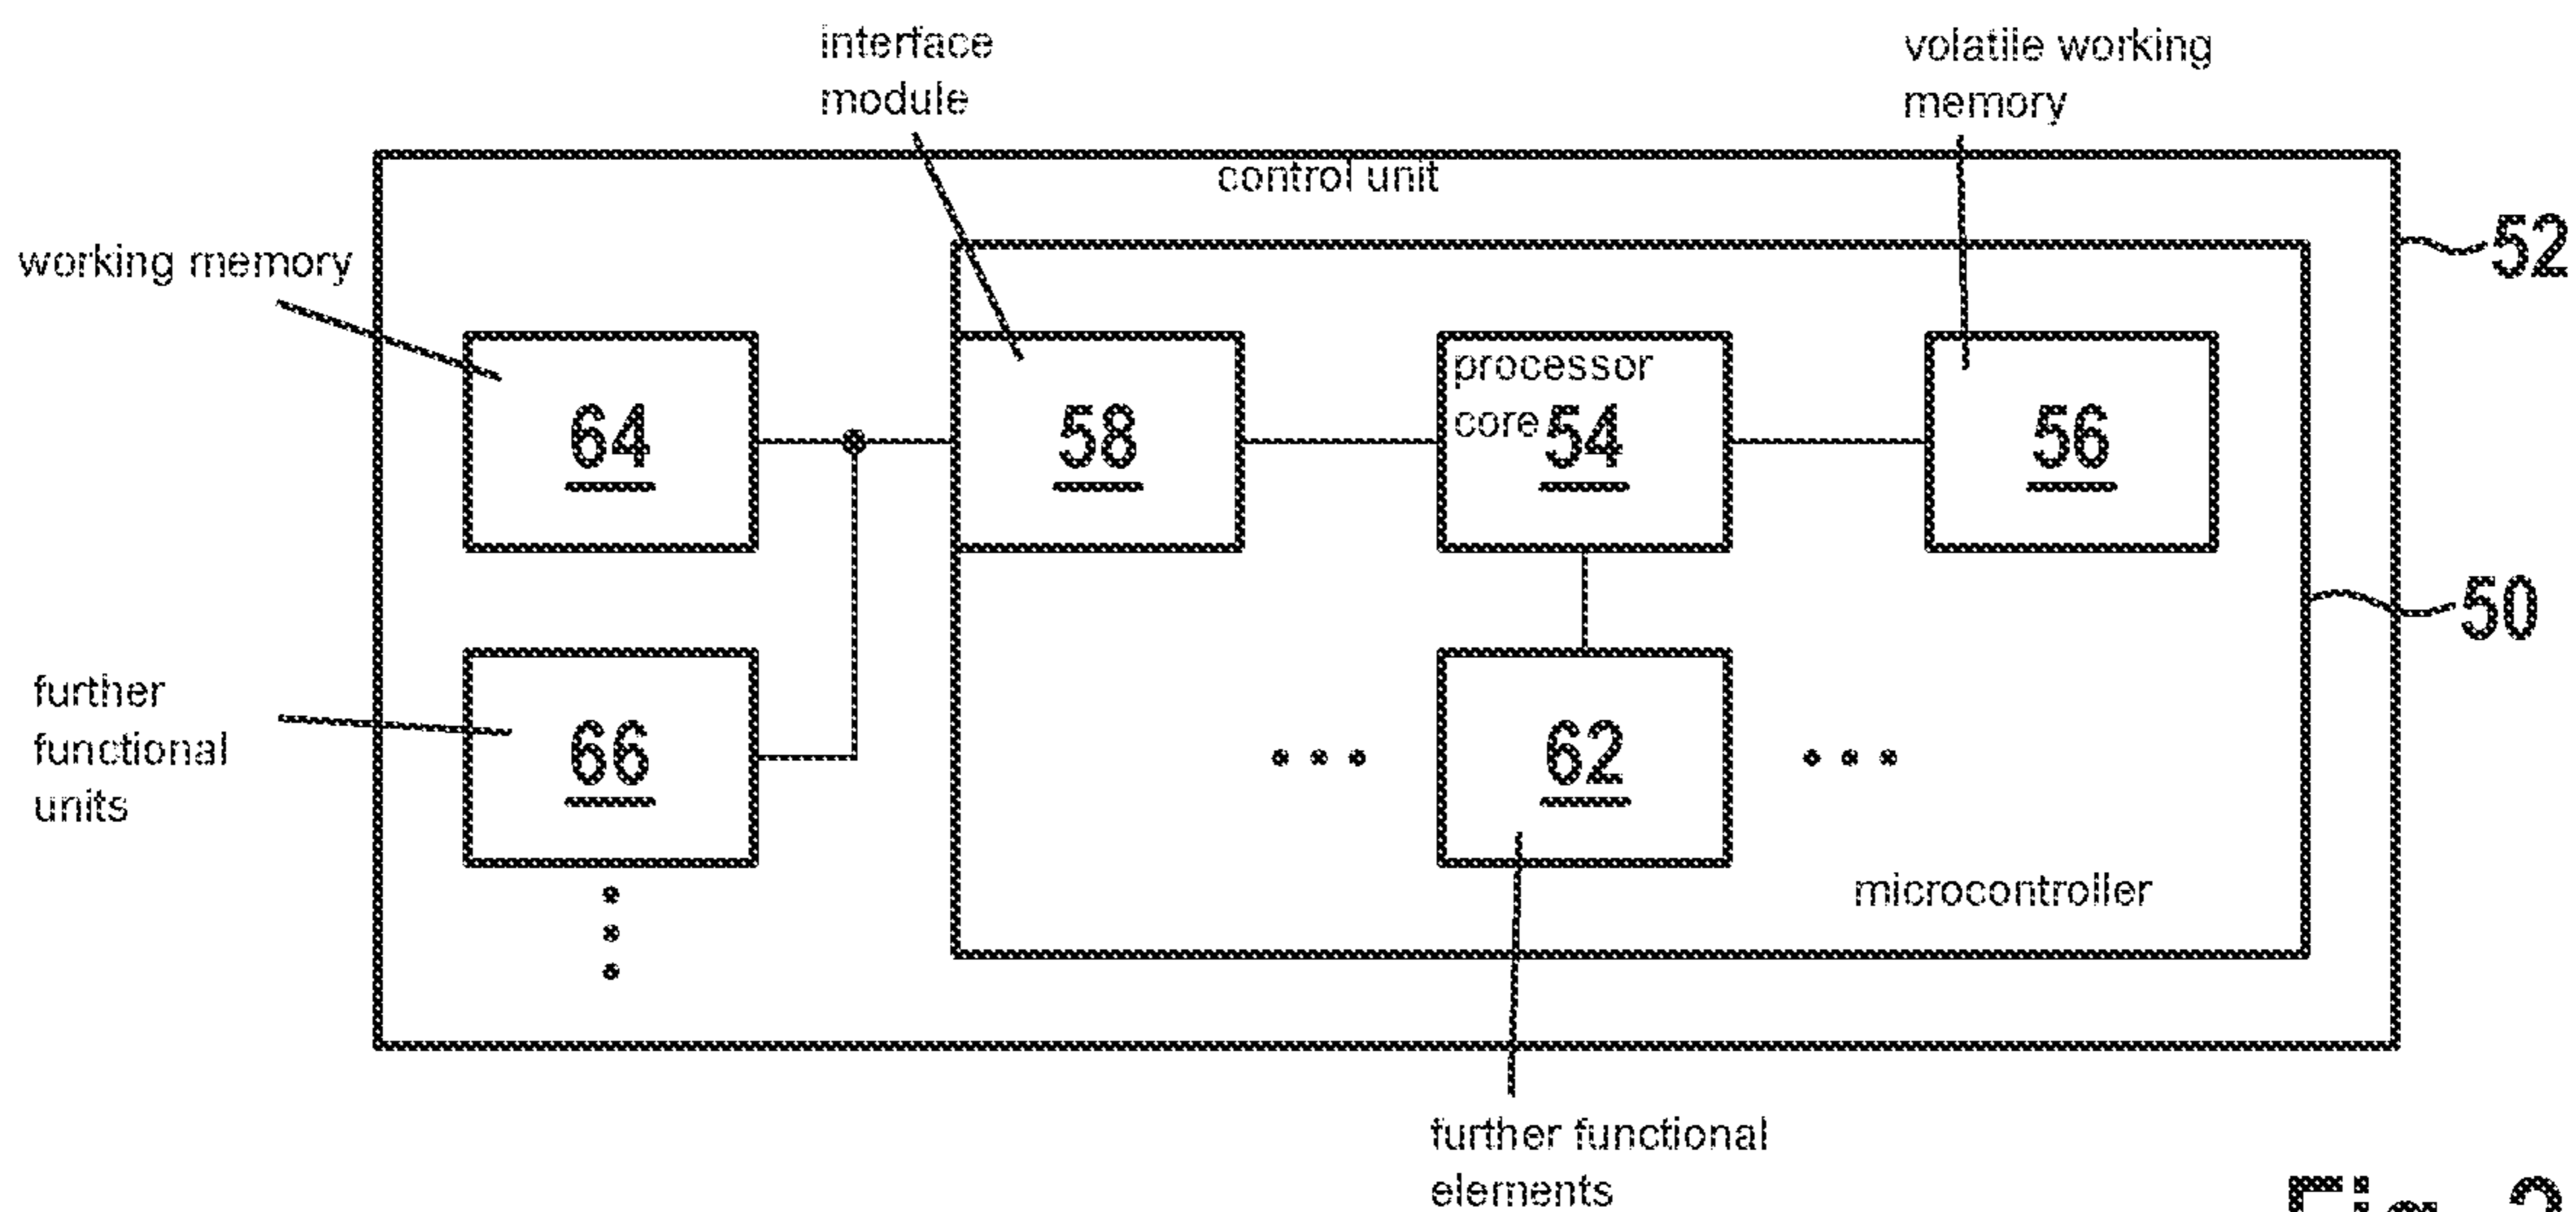 interface
module
volatile working
memory
control unit
52
working memory
processor
core
64
58
54
56
50
further
functional
units
66
62
microcontroller
further functional
elements